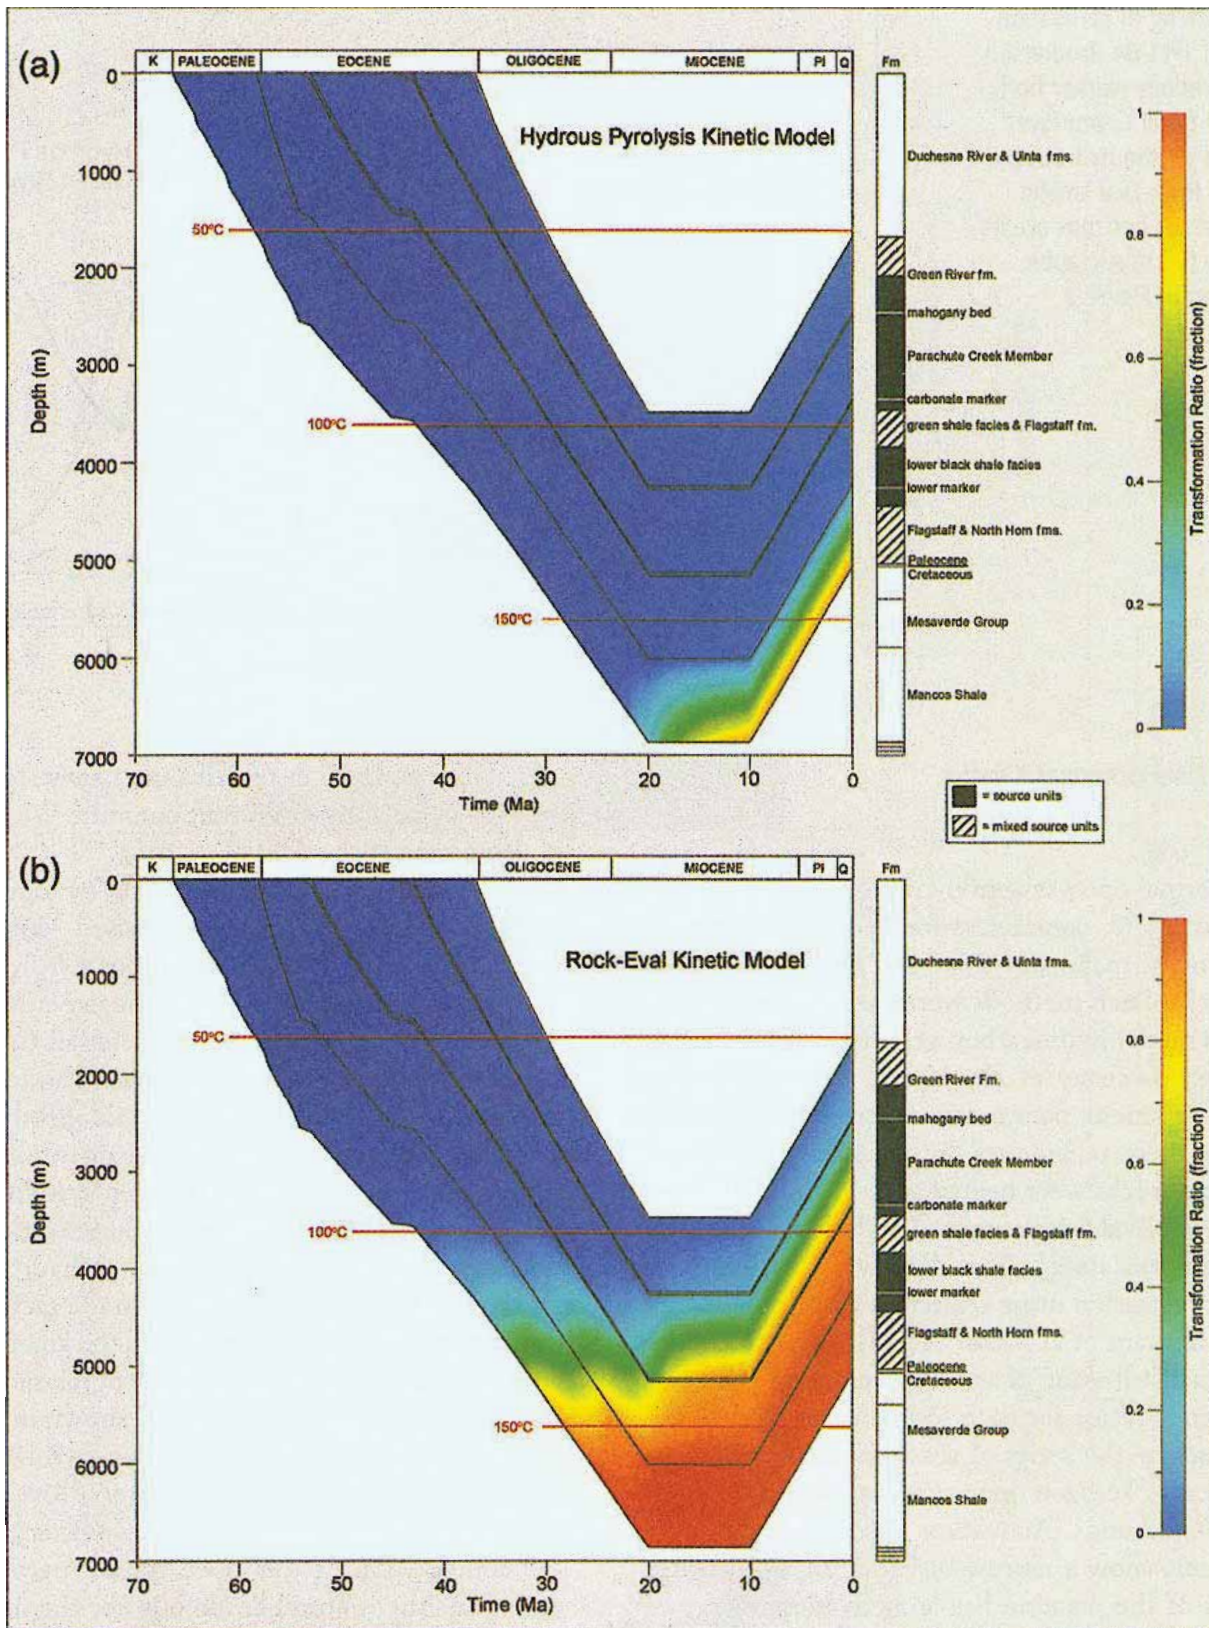 (a)
K PALEOCENE EOCENE OLIGOCENE MIOCENE Pl Q
Fm
0
1000
2000
3000
4000
5000
6000
7000
Depth (m)
Hydrous Pyrolysis Kinetic Model
50°C
100°C
150°C
70 60 50 40 30 20 10 0
Time (Ma)
Duchesne River & Uinta fms.
Green River fm.
mahogany bed
Parachute Creek Member
carbonate marker
green shale facies & Flagstaff fm.
lower black shale facies
lower marker
Flagstaff & North Horn fms.
Paleocene
Cretaceous
Mesaverde Group
Mancos Shale
1
0.8
0.6
0.4
0.2
0
Transformation Ratio (fraction)
= source units
= mixed source units
(b)
K PALEOCENE EOCENE OLIGOCENE MIOCENE Pl Q
Fm
0
1000
2000
3000
4000
5000
6000
7000
Depth (m)
Rock-Eval Kinetic Model
50°C
100°C
150°C
70 60 50 40 30 20 10 0
Time (Ma)
Duchesne River & Uinta fms.
Green River Fm.
mahogany bed
Parachute Creek Member
carbonate marker
green shale facies & Flagstaff fm.
lower black shale facies
lower marker
Flagstaff & North Horn fms.
Paleocene
Cretaceous
Mesaverde Group
Mancos Shale
1
0.8
0.6
0.4
0.2
0
Transformation Ratio (fraction)